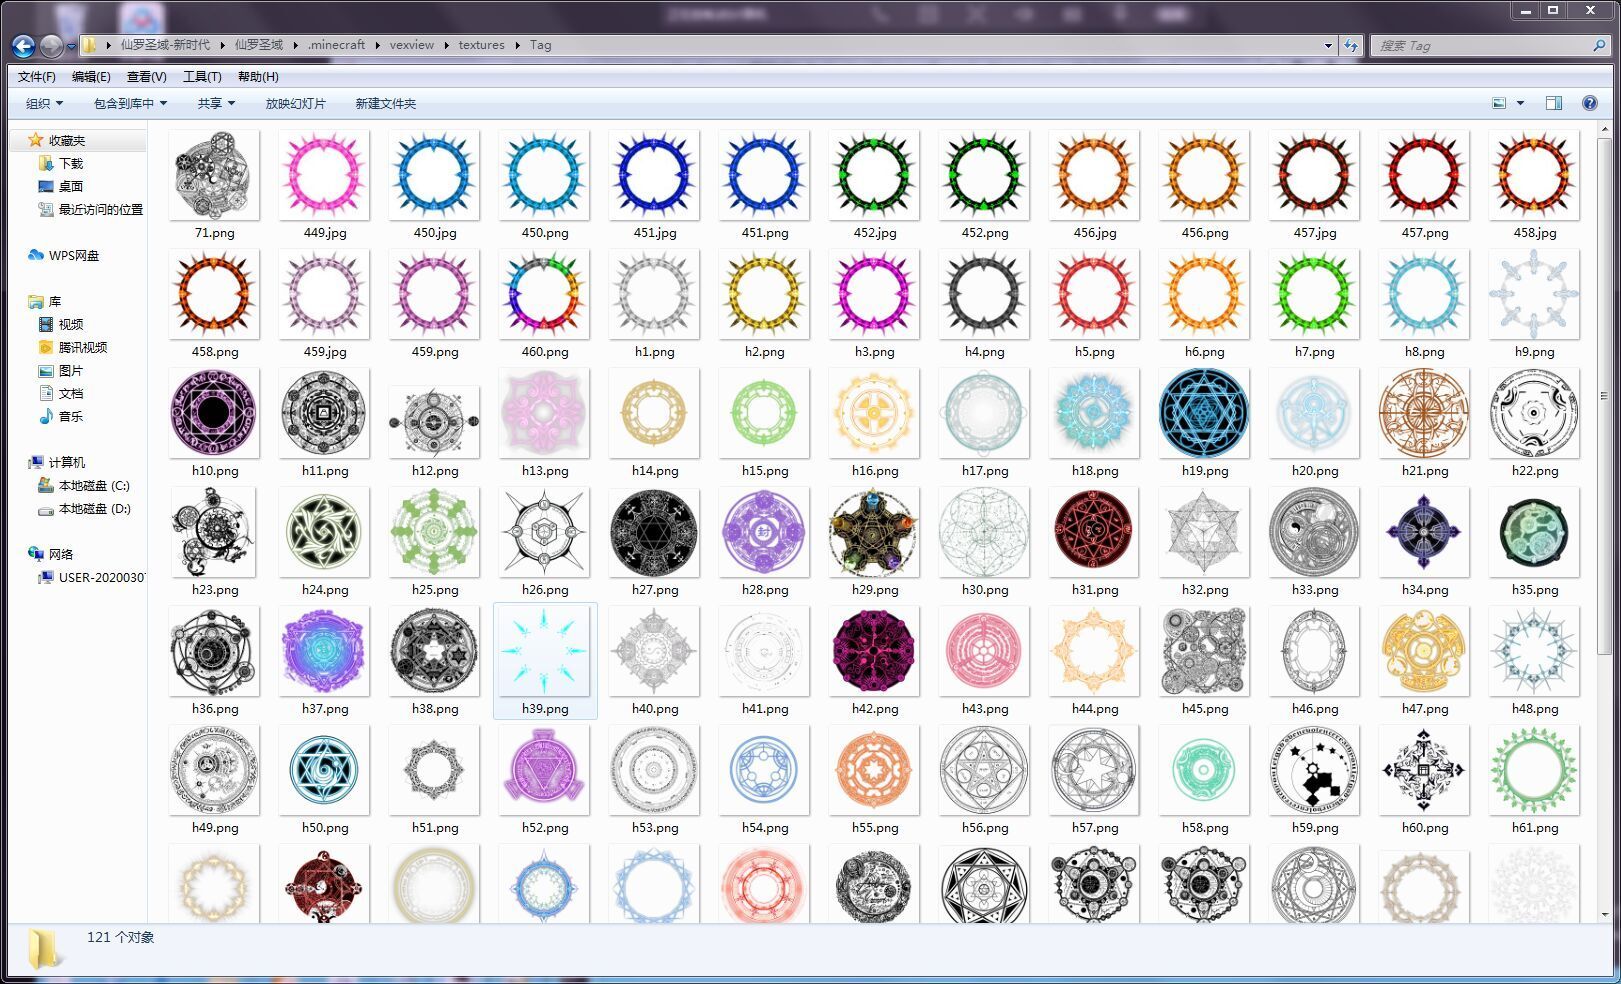 仙罗圣域-新时代 仙罗圣域 .minecraft vexview textures Tag
搜索 Tag
文件(F) 编辑(E) 查看(V) 工具(T) 帮助(H)
组织 包含到库中 共享 放映幻灯片 新建文件夹
收藏夹
下载
桌面
最近访问的位置
WPS网盘
库
视频
腾讯视频
图片
文档
音乐
计算机
本地磁盘 (C:)
本地磁盘 (D:)
网络
USER-2020030
71.png 449.jpg 450.jpg 450.png 451.jpg 451.png 452.jpg 452.png 456.jpg 456.png 457.jpg 457.png 458.jpg
458.png 459.jpg 459.png 460.png h1.png h2.png h3.png h4.png h5.png h6.png h7.png h8.png h9.png
h10.png h11.png h12.png h13.png h14.png h15.png h16.png h17.png h18.png h19.png h20.png h21.png h22.png
h23.png h24.png h25.png h26.png h27.png h28.png h29.png h30.png h31.png h32.png h33.png h34.png h35.png
h36.png h37.png h38.png h39.png h40.png h41.png h42.png h43.png h44.png h45.png h46.png h47.png h48.png
h49.png h50.png h51.png h52.png h53.png h54.png h55.png h56.png h57.png h58.png h59.png h60.png h61.png
121 个对象